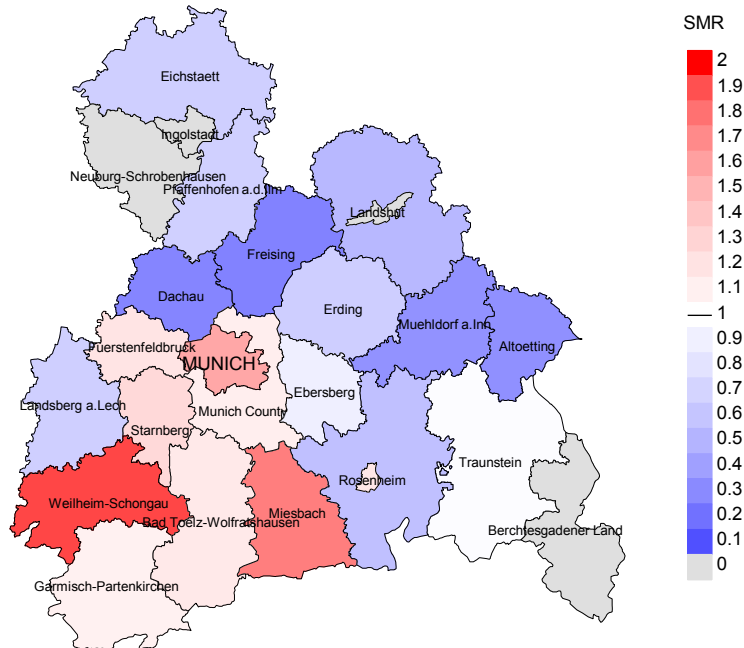 SMR
Eichstaett
Ingolstadt
Neuburg-Schrobenhausen
Pfaffenhofen a.d.Ilm
Landshut
Freising
Dachau
Erding
Muehldorf a.Inn
Altoetting
Fuerstenfeldbruck
MUNICH
Ebersberg
Landsberg a.Lech
Munich County
Starnberg
Traunstein
Rosenheim
Weilheim-Schongau
Miesbach
Bad Toelz-Wolfratshausen
Berchtesgadener Land
Garmisch-Partenkirchen
2
1.9
1.8
1.7
1.6
1.5
1.4
1.3
1.2
1.1
1
0.9
0.8
0.7
0.6
0.5
0.4
0.3
0.2
0.1
0